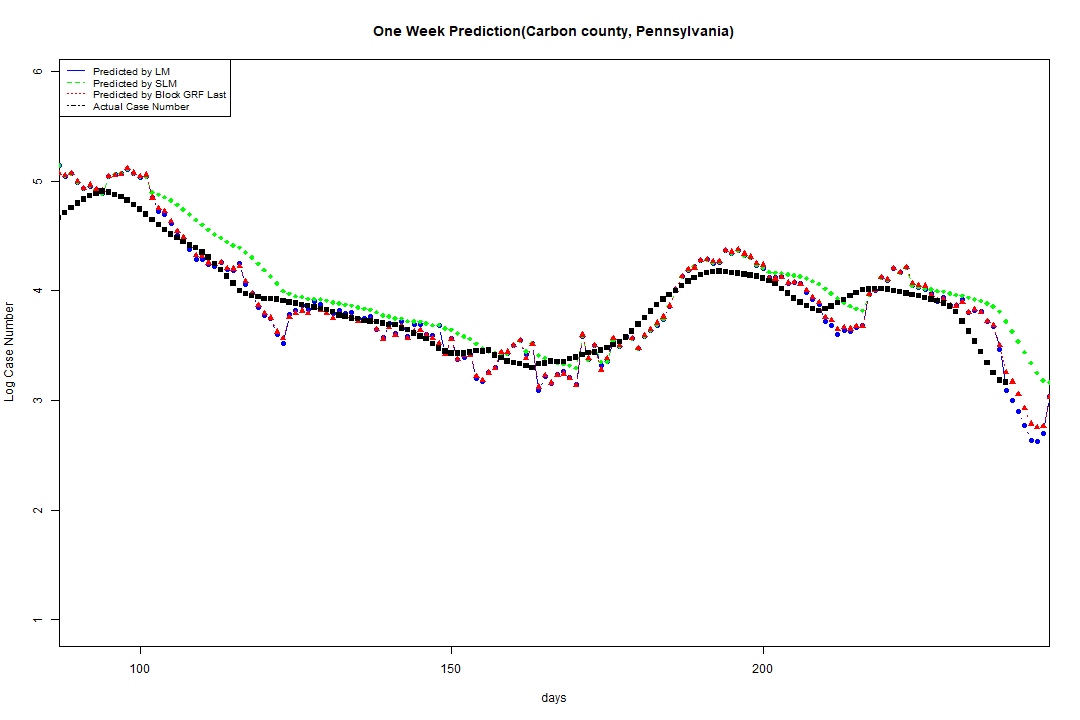 One Week Prediction(Carbon county, Pennsylvania)
Predicted by LM
Predicted by SLM
Predicted by Block GRF Last
Actual Case Number
6
5
4
3
2
1
Log Case Number
100 150 200
days